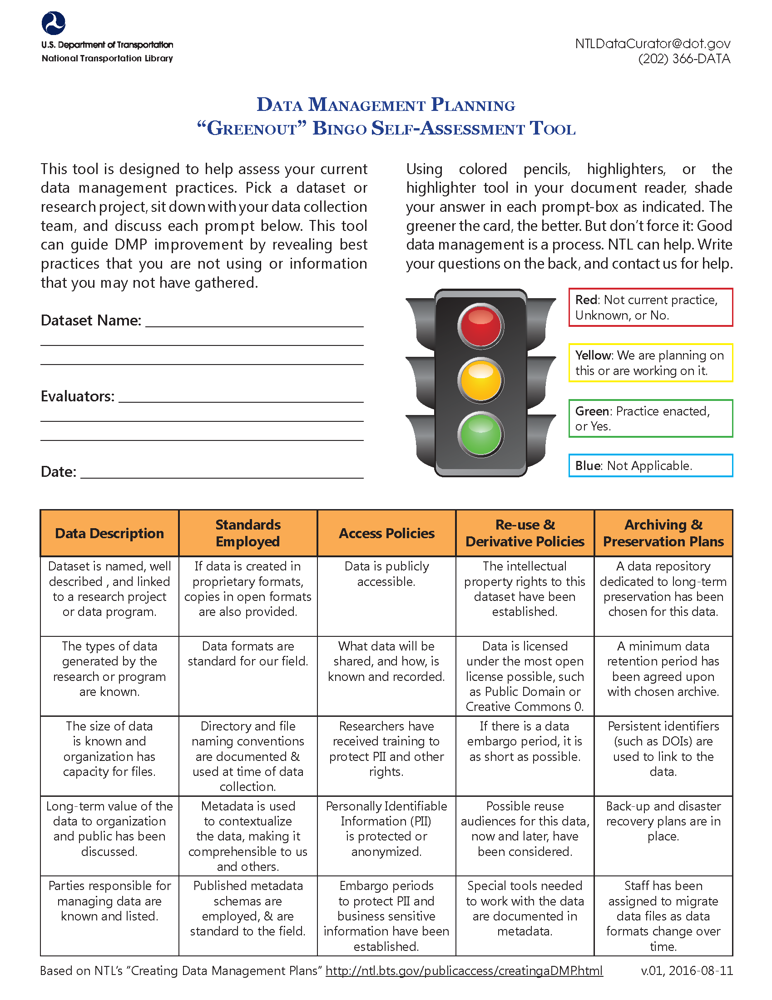 U.S. Department of Transportation
National Transportation Library
NTLDataCurator@dot.gov
(202) 366-DATA
Data Management Planning
“Greenout” Bingo Self-Assessment Tool
This tool is designed to help assess your current
data management practices. Pick a dataset or
research project, sit down with your data collection
team, and discuss each prompt below. This tool
can guide DMP improvement by revealing best
practices that you are not using or information
that you may not have gathered.
Dataset Name:
Evaluators:
Date:
Using colored pencils, highlighters, or the
highlighter tool in your document reader, shade
your answer in each prompt-box as indicated. The
greener the card, the better. But don’t force it: Good
data management is a process. NTL can help. Write
your questions on the back, and contact us for help.
Red: Not current practice,
Unknown, or No.
Yellow: We are planning on
this or are working on it.
Green: Practice enacted,
or Yes.
Blue: Not Applicable.
Data Description
Standards
Employed
Access Policies
Re-use &
Derivative Policies
Archiving &
Preservation Plans
Dataset is named, well
described , and linked
to a research project
or data program.
If data is created in
proprietary formats,
copies in open formats
are also provided.
Data is publicly
accessible.
The intellectual
property rights to this
dataset have been
established.
A data repository
dedicated to long-term
preservation has been
chosen for this data.
The types of data
generated by the
research or program
are known.
Data formats are
standard for our field.
What data will be
shared, and how, is
known and recorded.
Data is licensed
under the most open
license possible, such
as Public Domain or
Creative Commons 0.
A minimum data
retention period has
been agreed upon
with chosen archive.
The size of data
is known and
organization has
capacity for files.
Directory and file
naming conventions
are documented &
used at time of data
collection.
Researchers have
received training to
protect PII and other
rights.
If there is a data
embargo period, it is
as short as possible.
Persistent identifiers
(such as DOIs) are
used to link to the
data.
Long-term value of the
data to organization
and public has been
discussed.
Metadata is used
to contextualize
the data, making it
comprehensible to us
and others.
Personally Identifiable
Information (PII)
is protected or
anonymized.
Possible reuse
audiences for this data,
now and later, have
been considered.
Back-up and disaster
recovery plans are in
place.
Parties responsible for
managing data are
known and listed.
Published metadata
schemas are
employed, & are
standard to the field.
Embargo periods
to protect PII and
business sensitive
information have been
established.
Special tools needed
to work with the data
are documented in
metadata.
Staff has been
assigned to migrate
data files as data
formats change over
time.
Based on NTL’s “Creating Data Management Plans” http://ntl.bts.gov/publicaccess/creatingaDMP.html
v.01, 2016-08-11